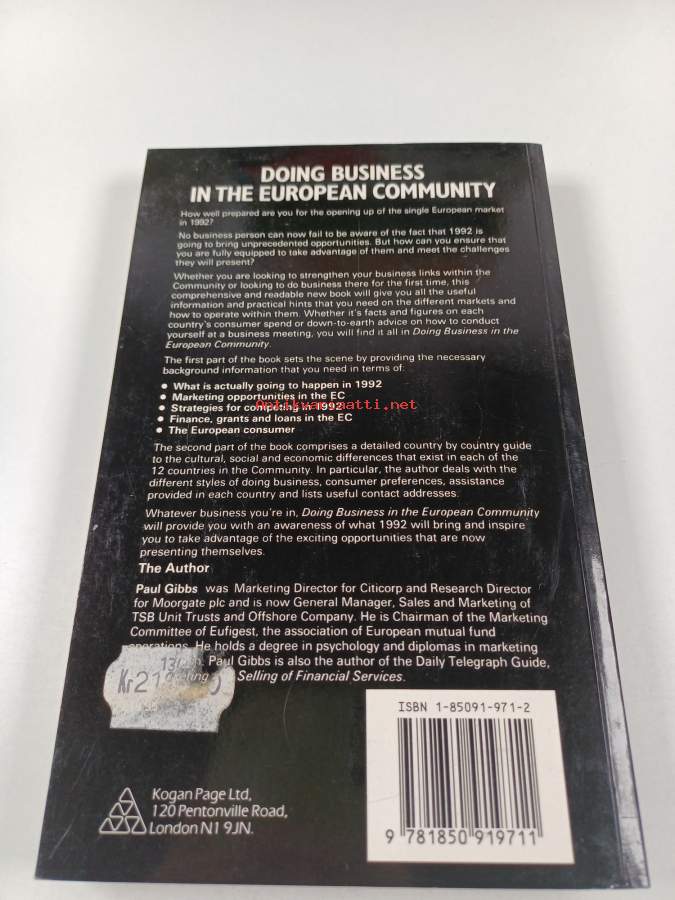 DOING BUSINESS
IN THE EUROPEAN COMMUNITY
How well prepared are you for the opening up of the single European market
in 1992?
No business person can now fail to be aware of the fact that 1992 is
going to bring unprecedented opportunities. But how can you ensure that
you are fully equipped to take advantage of them and meet the challenges
they will present?
Whether you are looking to strengthen your business links within the
Community or looking to do business there for the first time, this
comprehensive and readable new book will give you all the useful
information and practical hints that you need on the different markets and
how to operate within them. Whether it's facts and figures on each
country's consumer spend or down-to-earth advice on how to conduct
yourself at a business meeting, you will find it all in Doing Business in the
European Community.
The first part of the book sets the scene by providing the necessary
background information that you need in terms of:
• What is actually going to happen in 1992
• Marketing opportunities in the EC
• Strategies for competing in 1992
Antikvariaatti.net
• Finance, grants and loans in the EC
• The European consumer
The second part of the book comprises a detailed country by country guide
to the cultural, social and economic differences that exist in each of the
12 countries in the Community. In particular, the author deals with the
different styles of doing business, consumer preferences, assistance
provided in each country and lists useful contact addresses.
Whatever business you're in, Doing Business in the European Community
will provide you with an awareness of what 1992 will bring and inspire
you to take advantage of the exciting opportunities that are now
presenting themselves.
The Author
Paul Gibbs was Marketing Director for Citicorp and Research Director
for Moorgate plc and is now General Manager, Sales and Marketing of
TSB Unit Trusts and Offshore Company. He is Chairman of the Marketing
Committee of Eufigest, the association of European mutual fund
operations. He holds a degree in psychology and diplomas in marketing
Paul Gibbs is also the author of the Daily Telegraph Guide,
Selling of Financial Services.
Kr21
ISBN 1-85091-971-2
9 781850 919711
Kogan Page Ltd,
120 Pentonville Road,
London N1 9JN.